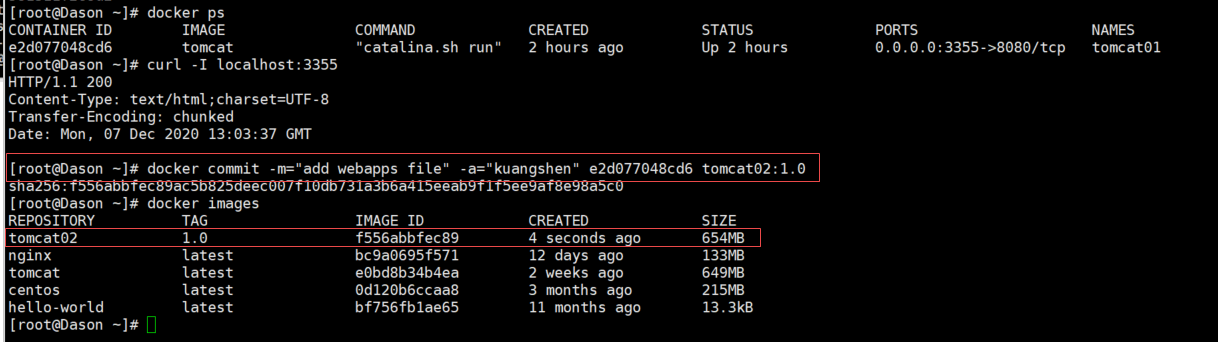 [root@Dason ~]# docker ps
CONTAINER ID        IMAGE               COMMAND             CREATED             STATUS              PORTS                    NAMES
e2d077048cd6        tomcat              "catalina.sh run"   2 hours ago         Up 2 hours          0.0.0.0:3355->8080/tcp   tomcat01
[root@Dason ~]# curl -I localhost:3355
HTTP/1.1 200
Content-Type: text/html;charset=UTF-8
Transfer-Encoding: chunked
Date: Mon, 07 Dec 2020 13:03:37 GMT
[root@Dason ~]# docker commit -m="add webapps file" -a="kuangshen" e2d077048cd6 tomcat02:1.0
sha256:f556abbfec89ac5b825deec007f10db731a3b6a415eeab9f1f5ee9af8e98a5c0
[root@Dason ~]# docker images
REPOSITORY          TAG                 IMAGE ID            CREATED             SIZE
tomcat02            1.0                 f556abbfec89        4 seconds ago       654MB
nginx               latest              bc9a0695f571        12 days ago         133MB
tomcat              latest              e0bd8b34b4ea        2 weeks ago         649MB
centos              latest              0d120b6ccaa8        3 months ago        215MB
hello-world         latest              bf756fb1ae65        11 months ago       13.3kB
[root@Dason ~]#